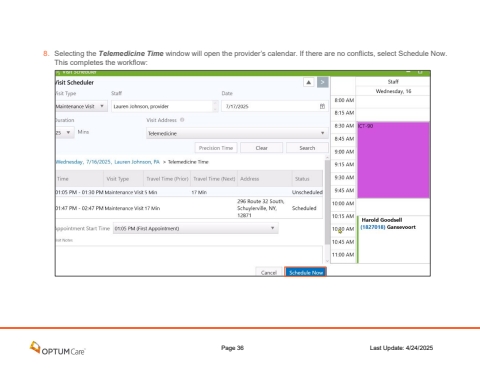 8. Selecting the Telemedicine Time window will open the provider's calendar. If there are no conflicts, select Schedule Now.
This completes the workflow:
Visit Scheduler
Visit Scheduler
Visit Type Staff Date
Maintenance Visit Lauren Johnson, provider 7/17/2025
Duration Visit Address
25 Mins Telemedicine
Precision Time Clear Search
Wednesday, 7/16/2025, Lauren Johnson, PA + Telemedicine Time
Time Visit Type Travel Time (Prior) Travel Time (Next) Address Status
01:05 PM - 01:30 PM Maintenance Visit 5 Min 17 Min Unscheduled
01:47 PM - 02:47 PM Maintenance Visit 17 Min 296 Route 32 South, Schuylerville, NY, 12871 Scheduled
Appointment Start Time 01:05 PM (First Appointment)
Visit Notes
Cancel Schedule Now
Staff
Wednesday, 16
8:00 AM
8:15 AM
8:30 AM ICT-90
8:45 AM
9:00 AM
9:15 AM
9:30 AM
9:45 AM
10:00 AM
10:15 AM Harold Goodsell
10:30 AM (1827018) Gansevoort
10:45 AM
11:00 AM
OPTUM Care
Page 36
Last Update: 4/24/2025